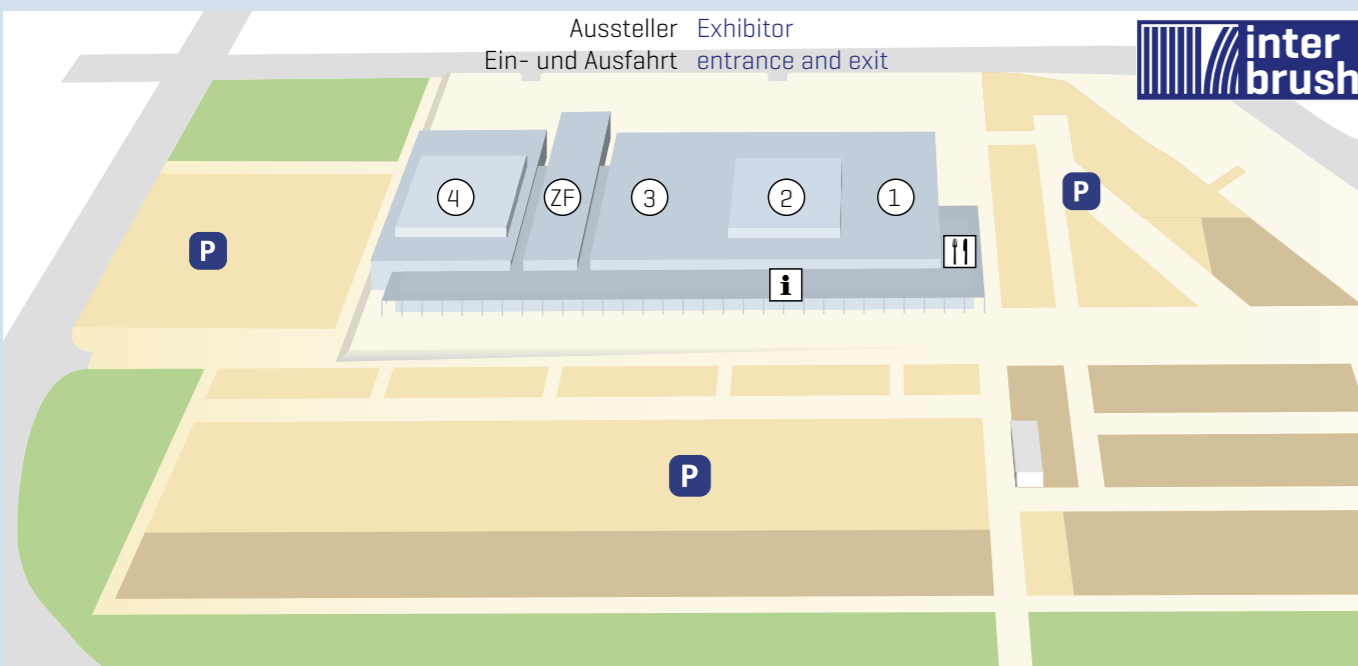 Aussteller Exhibitor
Ein- und Ausfahrt entrance and exit
inter
brush
4
ZF
3
2
1
P
P
i
P